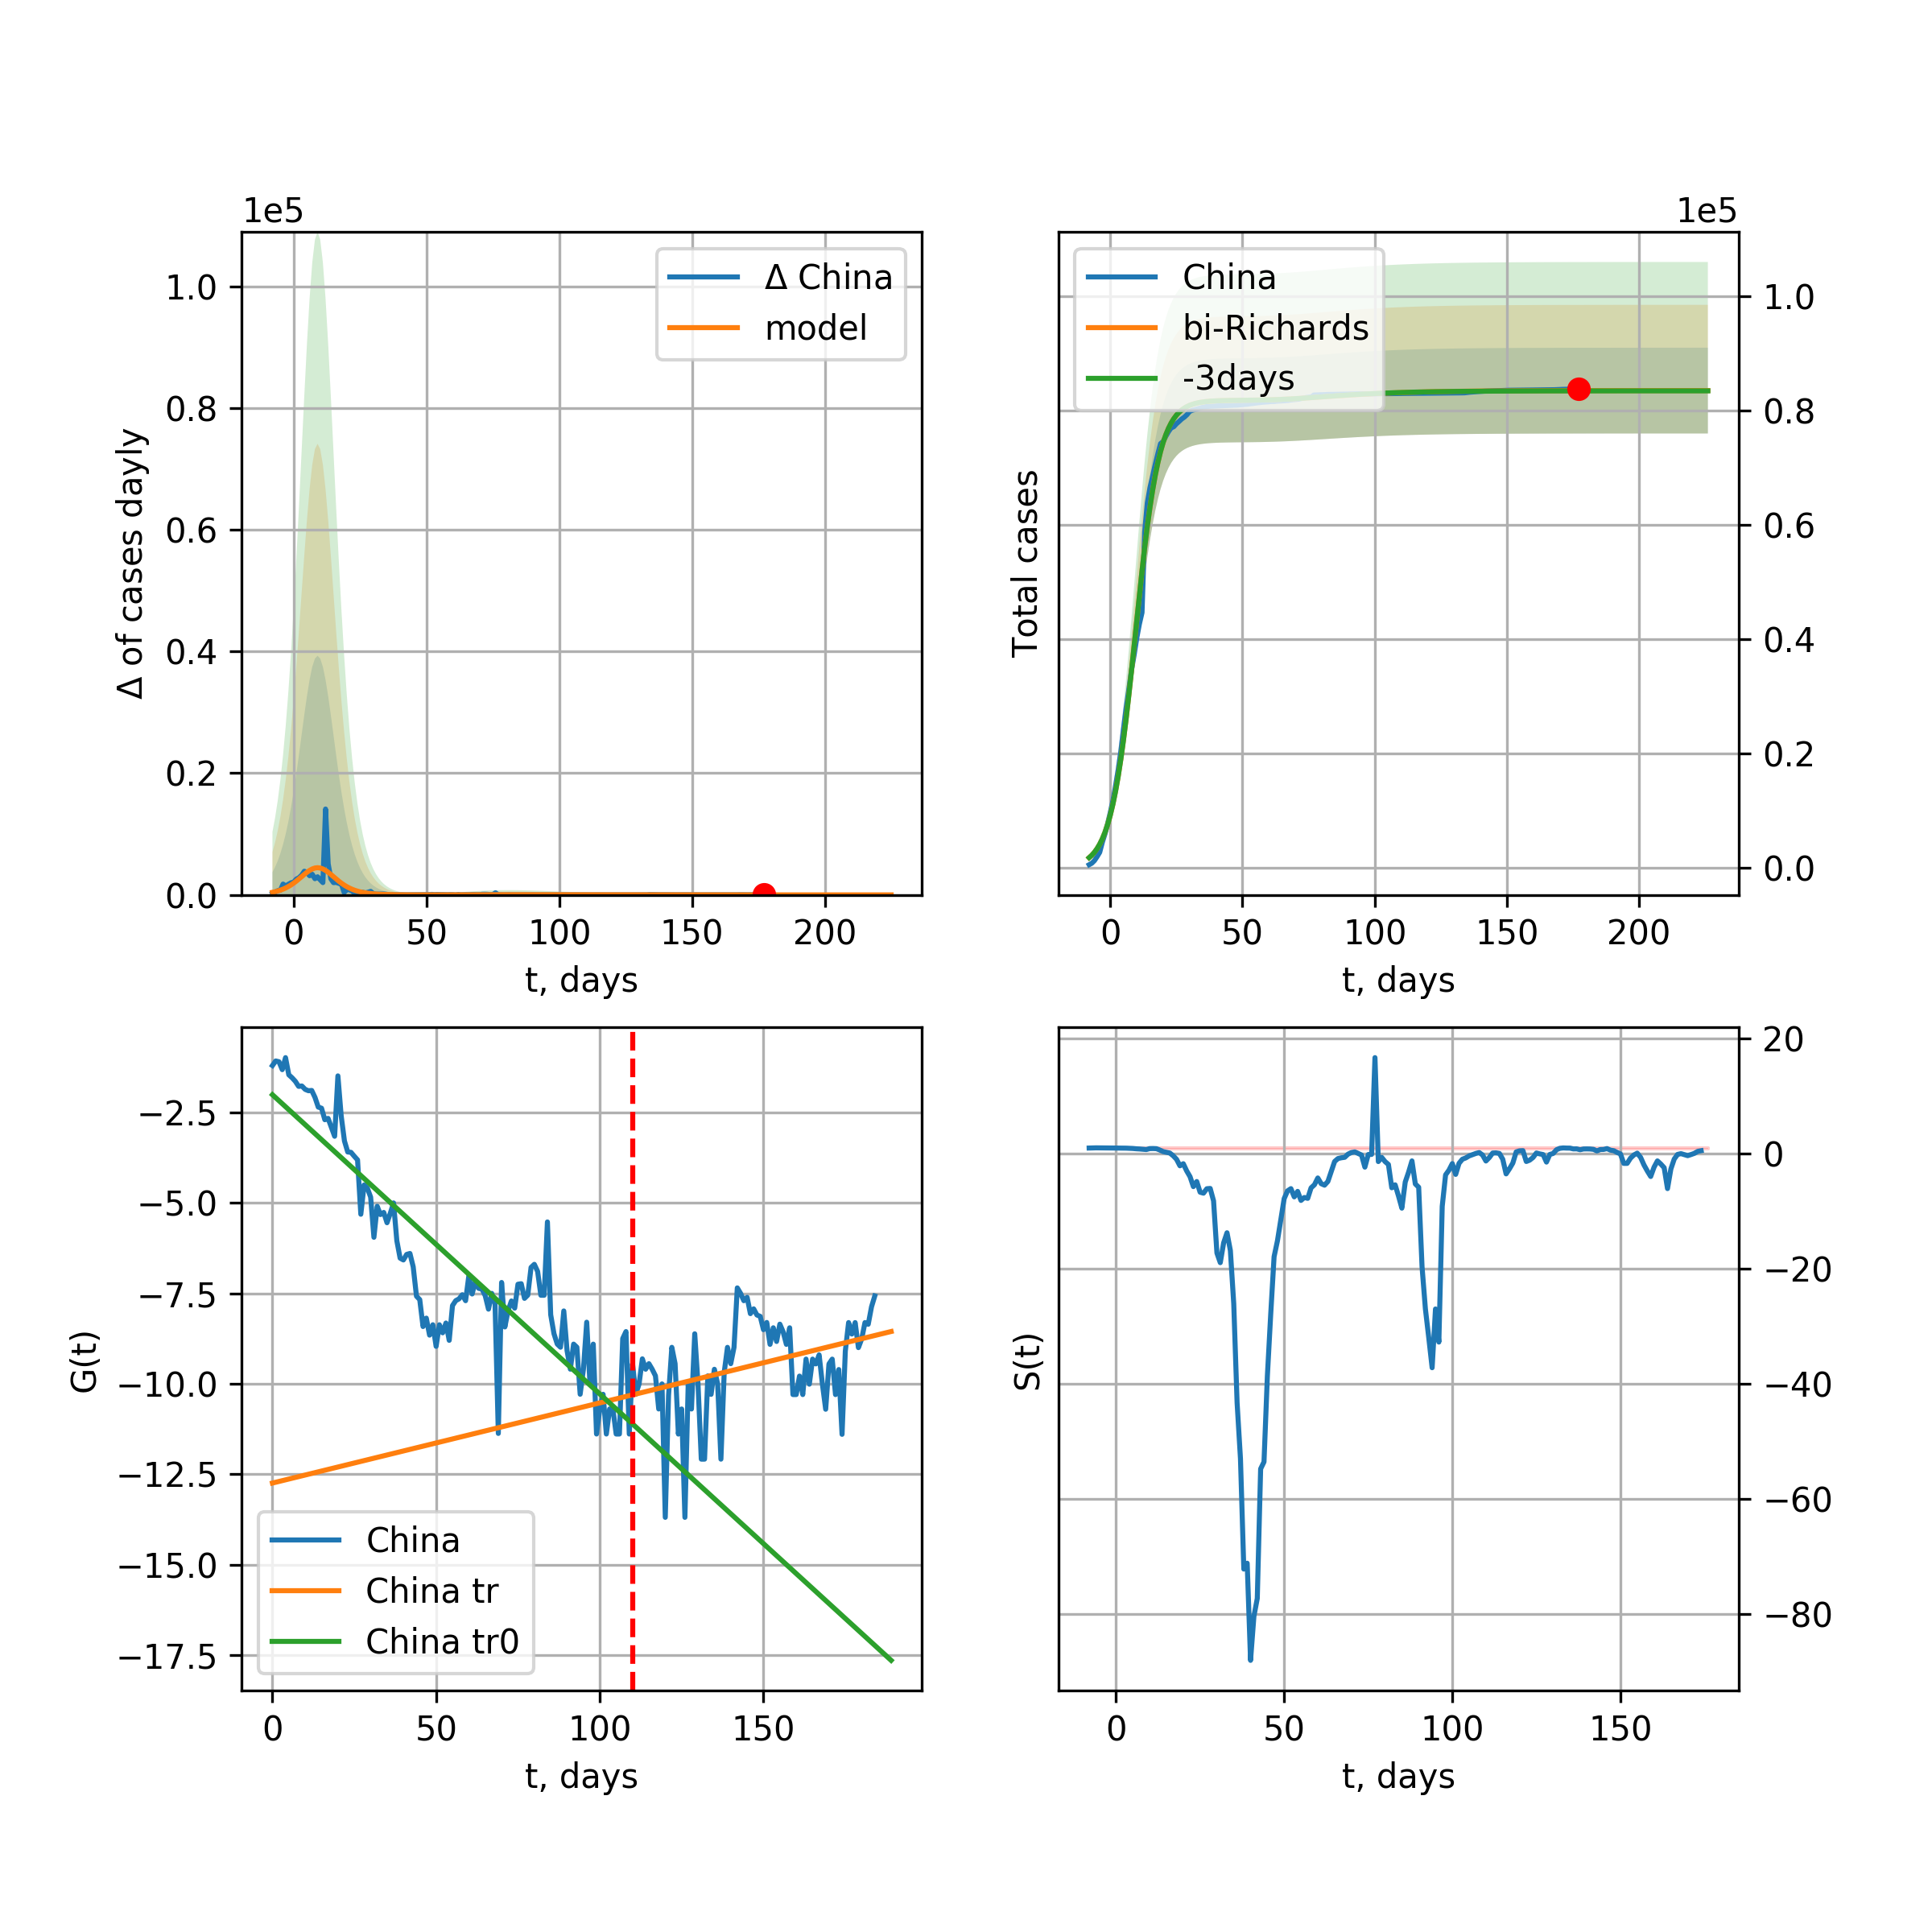 1e5
Δ of cases dayly
1.0
0.8
0.6
0.4
0.2
0.0
Δ China
model
0 50 100 150 200
t, days
1e5
Total cases
China
bi-Richards
-3days
1.0
0.8
0.6
0.4
0.2
0.0
0 50 100 150 200
t, days
G(t)
−2.5
−5.0
−7.5
−10.0
−12.5
−15.0
−17.5
China
China tr
China tr0
0 50 100 150
t, days
S(t)
20
0
−20
−40
−60
−80
0 50 100 150
t, days